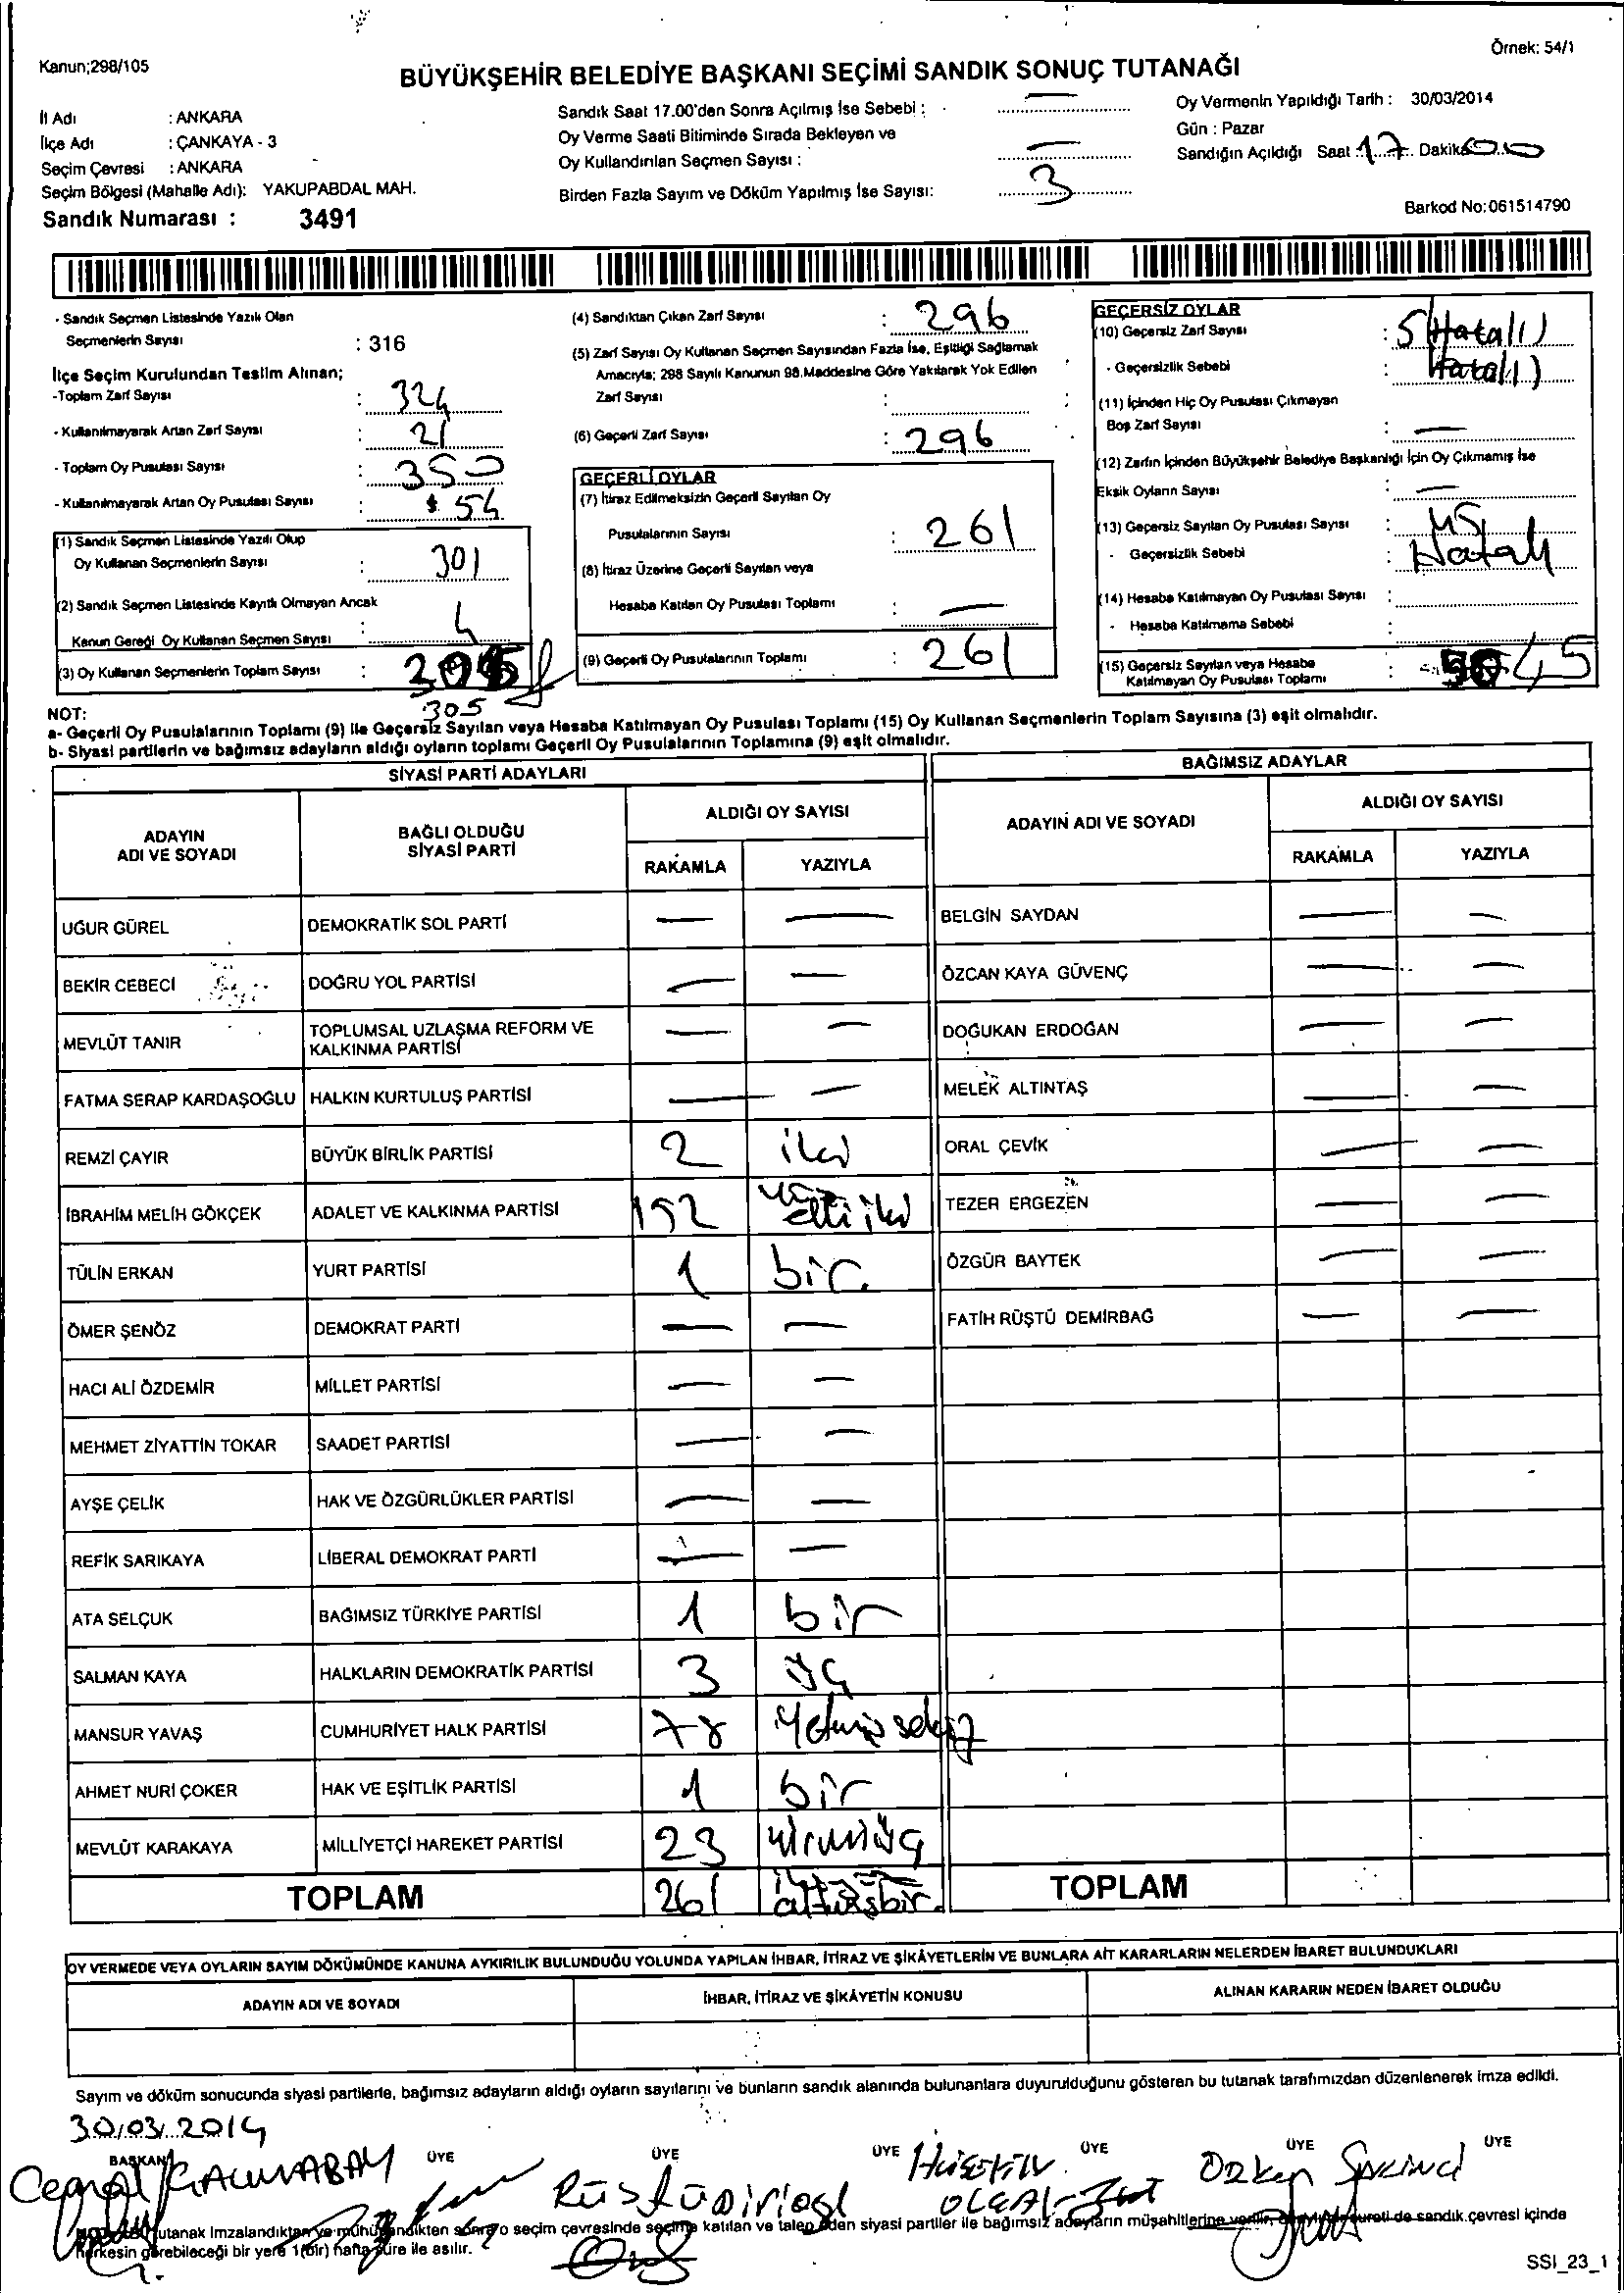 Örnek: 54/1
Kanun;298/105
BÜYÜKŞEHİR BELEDİYE BAŞKANI SEÇİMİ SANDIK SONUÇ TUTANAĞI
İl Adı : ANKARA
İlçe Adı : ÇANKAYA - 3
Seçim Çevresi : ANKARA
Seçim Bölgesi (Mahalle Adı): YAKUPABDAL MAH.
Sandık Numarası : 3491
Sandık Saat 17.00'den Sonra Açılmış İse Sebebi : —
Oy Verme Saati Bitiminde Sırada Bekleyen ve
Oy Kullandırılan Seçmen Sayısı : —
Birden Fazla Sayım ve Döküm Yapılmış İse Sayısı: 3
Oy Vermenin Yapıldığı Tarih : 30/03/2014
Gün : Pazar
Sandığın Açıldığı Saat : 17 Dakika 00
Barkod No:061514790
- Sandık Seçmen Listesinde Yazılı Olan
Seçmenlerin Sayısı : 316
İlçe Seçim Kurulundan Teslim Alınan;
-Toplam Zarf Sayısı : 324
- Kullanılmayarak Artan Zarf Sayısı : 21
- Toplam Oy Pusulası Sayısı : 350
- Kullanılmayarak Artan Oy Pusulası Sayısı : 54
(1) Sandık Seçmen Listesinde Yazılı Olup
Oy Kullanan Seçmenlerin Sayısı : 301
(2) Sandık Seçmen Listesinde Kayıtlı Olmayan Ancak
Kanun Gereği Oy Kullanan Seçmen Sayısı : 4
(3) Oy Kullanan Seçmenlerin Toplam Sayısı :
305
(4) Sandıktan Çıkan Zarf Sayısı : 296
(5) Zarf Sayısı Oy Kullanan Seçmen Sayısından Fazla İse, Eşitliği Sağlamak
Amacıyla; 298 Sayılı Kanunun 98.Maddesine Göre Yakılarak Yok Edilen
Zarf Sayısı :
(6) Geçerli Zarf Sayısı : 296
GEÇERLİ OYLAR
(7) İtiraz Edilmeksizin Geçerli Sayılan Oy
Pusulalarının Sayısı : 261
(8) İtiraz Üzerine Geçerli Sayılan veya
Hesaba Katılan Oy Pusulası Toplamı : —
(9) Geçerli Oy Pusulalarının Toplamı : 261
GEÇERSİZ OYLAR
(10) Geçersiz Zarf Sayısı : 5 (Hatalı)
- Geçersizlik Sebebi : Hatalı)
(11) İçinden Hiç Oy Pusulası Çıkmayan
Boş Zarf Sayısı : —
(12) Zarfın İçinden Büyükşehir Belediye Başkanlığı İçin Oy Çıkmamış İse
Eksik Oyların Sayısı : —
(13) Geçersiz Sayılan Oy Pusulası Sayısı : 45
- Geçersizlik Sebebi : Hatalı
(14) Hesaba Katılmayan Oy Pusulası Sayısı :
- Hesaba Katılmama Sebebi :
(15) Geçersiz Sayılan veya Hesaba
Katılmayan Oy Pusulası Toplamı : 50 45
NOT:
a- Geçerli Oy Pusulalarının Toplamı (9) ile Geçersiz Sayılan veya Hesaba Katılmayan Oy Pusulası Toplamı (15) Oy Kullanan Seçmenlerin Toplam Sayısına (3) eşit olmalıdır.
b- Siyasi partilerin ve bağımsız adayların aldığı oyların toplamı Geçerli Oy Pusulalarının Toplamına (9) eşit olmalıdır.
SİYASİ PARTİ ADAYLARI
ADAYIN ADI VE SOYADI
BAĞLI OLDUĞU SİYASİ PARTİ
ALDIĞI OY SAYISI
RAKAMLA YAZIYLA
UĞUR GÜREL DEMOKRATİK SOL PARTİ — —
BEKİR CEBECİ DOĞRU YOL PARTİSİ — —
MEVLÜT TANIR TOPLUMSAL UZLAŞMA REFORM VE KALKINMA PARTİSİ — —
FATMA SERAP KARDAŞOĞLU HALKIN KURTULUŞ PARTİSİ — —
REMZİ ÇAYIR BÜYÜK BİRLİK PARTİSİ 2 iki
İBRAHİM MELİH GÖKÇEK ADALET VE KALKINMA PARTİSİ 152 yüz elli iki
TÜLİN ERKAN YURT PARTİSİ 1 bir.
ÖMER ŞENÖZ DEMOKRAT PARTİ — —
HACI ALİ ÖZDEMİR MİLLET PARTİSİ — —
MEHMET ZİYATTİN TOKAR SAADET PARTİSİ — —
AYŞE ÇELİK HAK VE ÖZGÜRLÜKLER PARTİSİ — —
REFİK SARIKAYA LİBERAL DEMOKRAT PARTİ — —
ATA SELÇUK BAĞIMSIZ TÜRKİYE PARTİSİ 1 bir
SALMAN KAYA HALKLARIN DEMOKRATİK PARTİSİ 3 üç
MANSUR YAVAŞ CUMHURİYET HALK PARTİSİ 78 Yetmiş sekiz
AHMET NURİ ÇOKER HAK VE EŞİTLİK PARTİSİ 1 bir
MEVLÜT KARAKAYA MİLLİYETÇİ HAREKET PARTİSİ 23 yirmiüç
TOPLAM 261 ikiyüz altmışbir.
BAĞIMSIZ ADAYLAR
ADAYIN ADI VE SOYADI
ALDIĞI OY SAYISI
RAKAMLA YAZIYLA
BELGİN SAYDAN — —
ÖZCAN KAYA GÜVENÇ — —
DOĞUKAN ERDOĞAN — —
MELEK ALTINTAŞ — —
ORAL ÇEVİK — —
TEZER ERGEZEN — —
ÖZGÜR BAYTEK — —
FATİH RÜŞTÜ DEMİRBAĞ — —
TOPLAM
OY VERMEDE VEYA OYLARIN SAYIM DÖKÜMÜNDE KANUNA AYKIRILIK BULUNDUĞU YOLUNDA YAPILAN İHBAR, İTİRAZ VE ŞİKÂYETLERİN VE BUNLARA AİT KARARLARIN NELERDEN İBARET BULUNDUKLARI
ADAYIN ADI VE SOYADI İHBAR, İTİRAZ VE ŞİKÂYETİN KONUSU ALINAN KARARIN NEDEN İBARET OLDUĞU
Sayım ve döküm sonucunda siyasi partilerle, bağımsız adayların aldığı oyların sayılarını ve bunların sandık alanında bulunanlara duyurulduğunu gösteren bu tutanak tarafımızdan düzenlenerek imza edildi.
30/03/2014
BAŞKAN ÜYE ÜYE ÜYE ÜYE ÜYE ÜYE
tutanak imzalandıktan ve mühürlendikten sonra o seçim çevresinde seçime katılan ve talep eden siyasi partiler ile bağımsız adayların müşahitlerine verilir, sureti de sandık çevresi içinde
herkesin görebileceği bir yere 1(bir) hafta süre ile asılır.
SSI_23_1